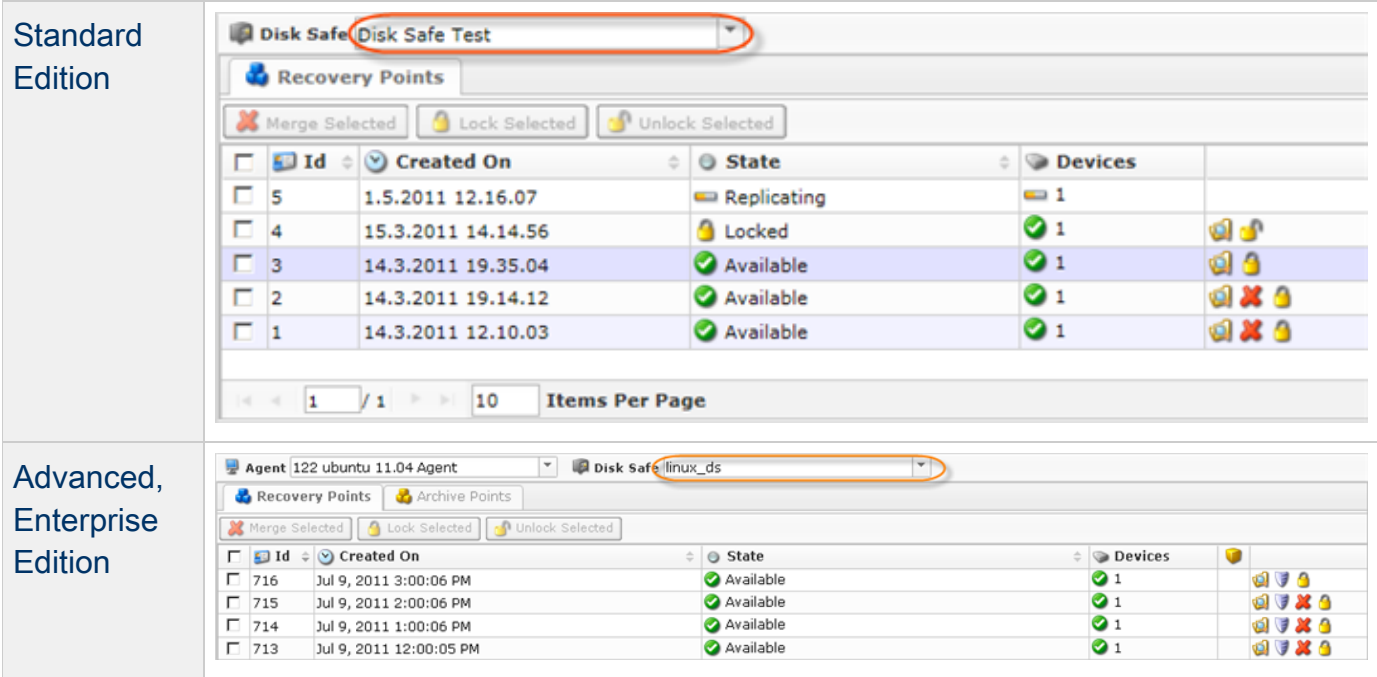 Standard
Edition
Disk Safe Disk Safe Test
Recovery Points
Merge Selected Lock Selected Unlock Selected
Id Created On State Devices
5 1.5.2011 12.16.07 Replicating 1
4 15.3.2011 14.14.56 Locked 1
3 14.3.2011 19.35.04 Available 1
2 14.3.2011 19.14.12 Available 1
1 14.3.2011 12.10.03 Available 1
1 / 1 10 Items Per Page
Advanced,
Enterprise
Edition
Agent 122 ubuntu 11.04 Agent Disk Safe linux_ds
Recovery Points Archive Points
Merge Selected Lock Selected Unlock Selected
Id Created On State Devices
716 Jul 9, 2011 3:00:06 PM Available 1
715 Jul 9, 2011 2:00:06 PM Available 1
714 Jul 9, 2011 1:00:06 PM Available 1
713 Jul 9, 2011 12:00:05 PM Available 1